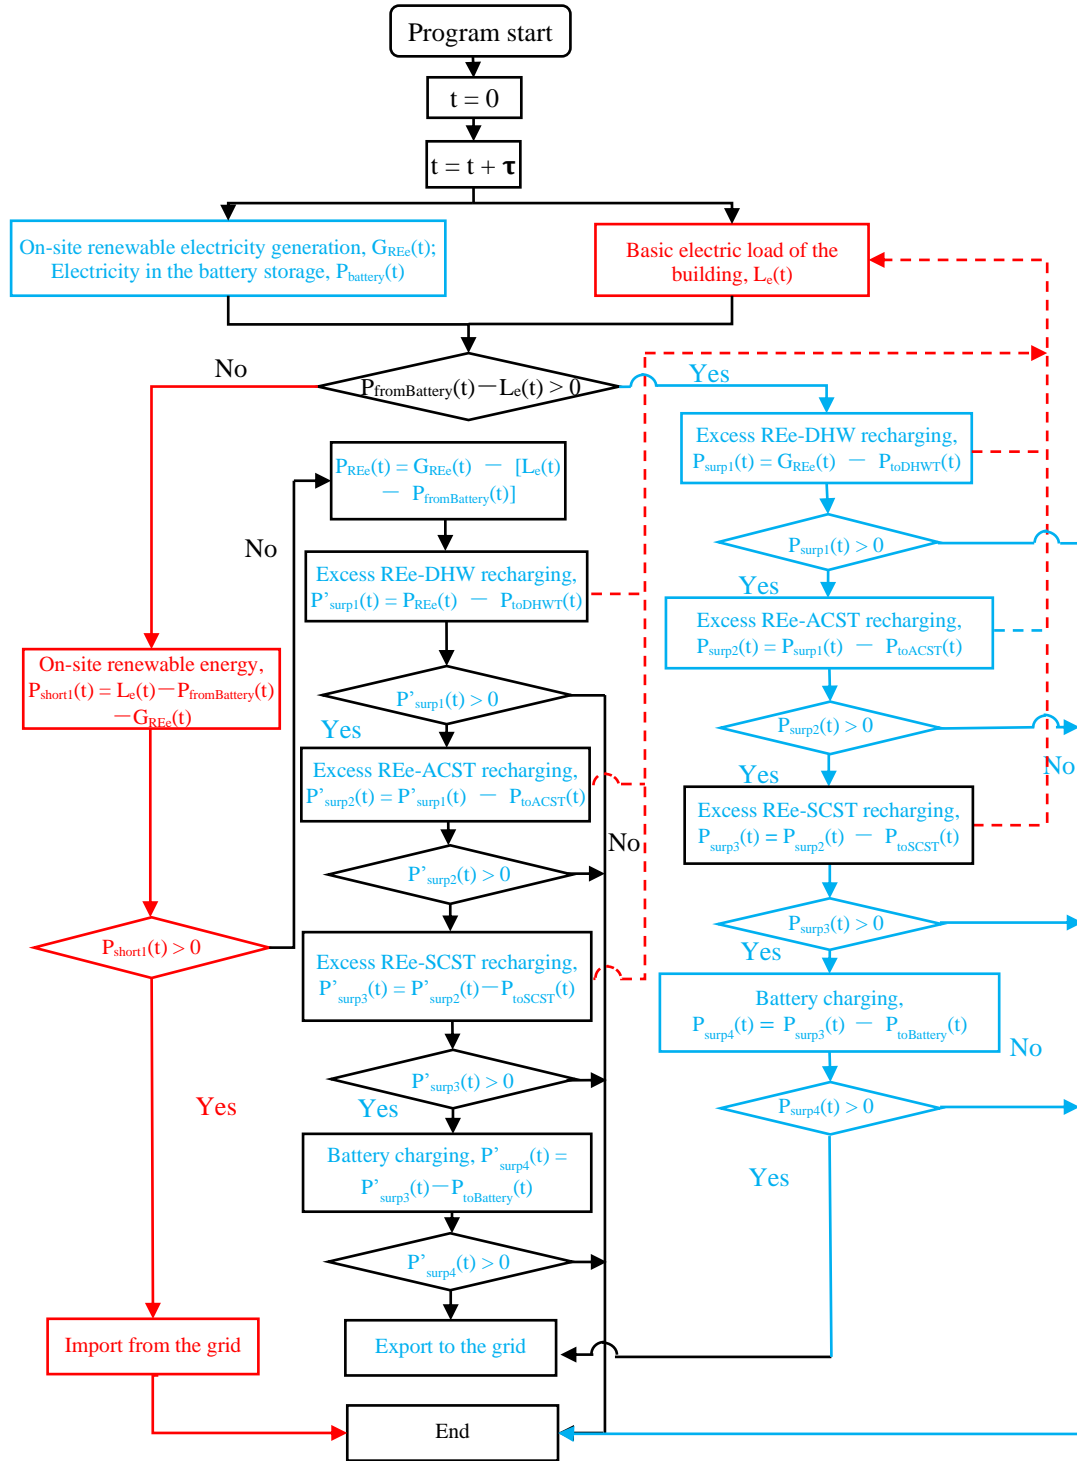 Program start
t = 0
t = t + τ
On-site renewable electricity generation, G_REe(t);
Electricity in the battery storage, P_battery(t)
Basic electric load of the
building, L_e(t)
No
P_fromBattery(t)－L_e(t) > 0
Yes
P_REe(t) = G_REe(t) － [L_e(t)
－ P_fromBattery(t)]
Excess REe-DHW recharging,
P_surp1(t) = G_REe(t) － P_toDHWT(t)
No
P_surp1(t) > 0
Excess REe-DHW recharging,
P’_surp1(t) = P_REe(t) － P_toDHWT(t)
Yes
Excess REe-ACST recharging,
P_surp2(t) = P_surp1(t) － P_toACST(t)
On-site renewable energy,
P_short1(t) = L_e(t)－P_fromBattery(t)
－G_REe(t)
P’_surp1(t) > 0
Yes
P_surp2(t) > 0
No
Excess REe-ACST recharging,
P’_surp2(t) = P’_surp1(t) － P_toACST(t)
Yes
Excess REe-SCST recharging,
P_surp3(t) = P_surp2(t) － P_toSCST(t)
No
P’_surp2(t) > 0
P_surp3(t) > 0
P_short1(t) > 0
Yes
Excess REe-SCST recharging,
P’_surp3(t) = P’_surp2(t)－P_toSCST(t)
Battery charging,
P_surp4(t) = P_surp3(t) － P_toBattery(t)
No
P’_surp3(t) > 0
P_surp4(t) > 0
Yes
Yes
Battery charging, P’_surp4(t) =
P’_surp3(t)－P_toBattery(t)
Yes
P’_surp4(t) > 0
Import from the grid
Export to the grid
End